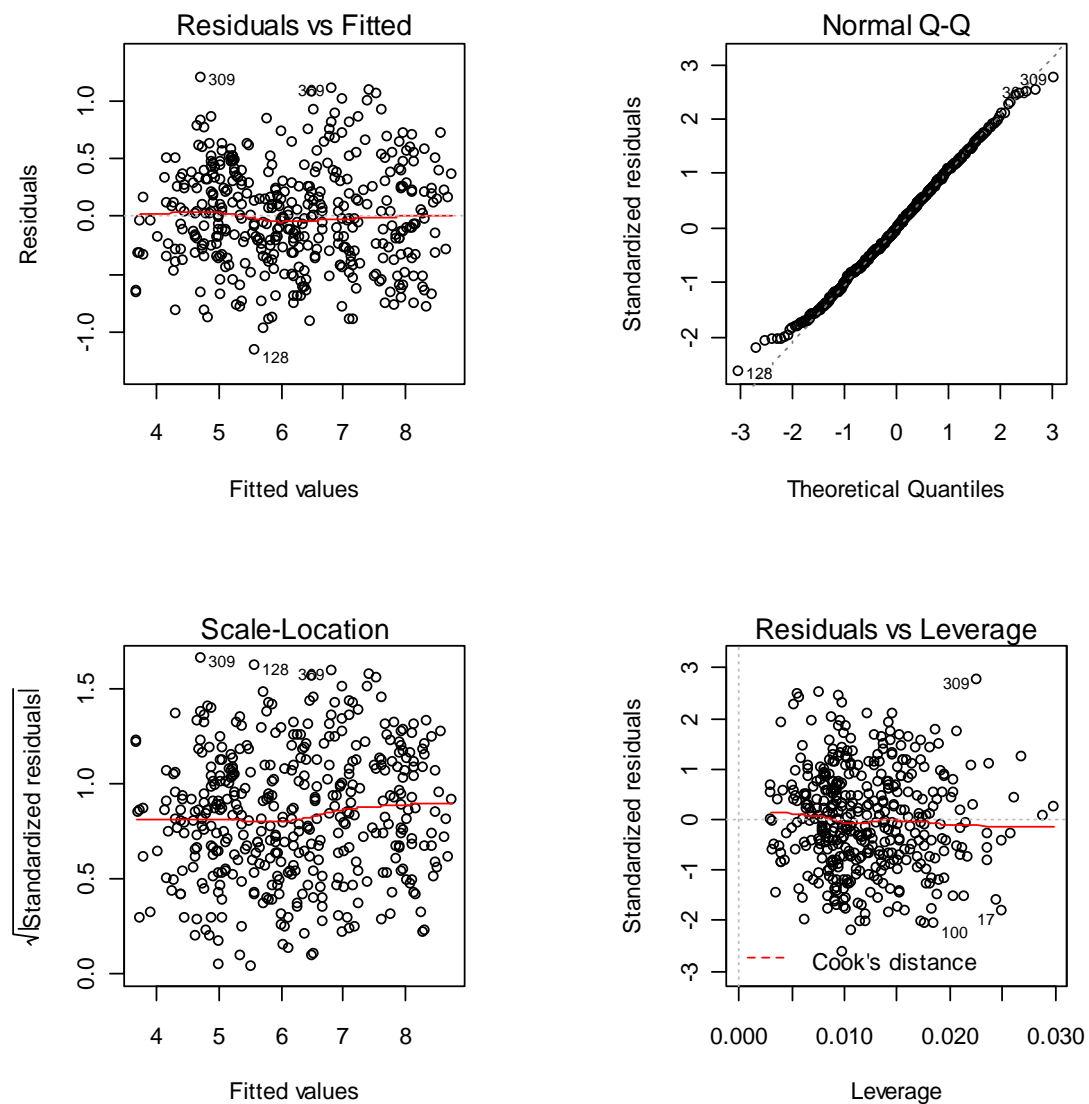 Residuals vs Fitted
Residuals
-1.0 0.0 0.5 1.0
309
369
128
4 5 6 7 8
Fitted values
Normal Q-Q
Standardized residuals
-2 -1 0 1 2 3
309
369
128
-3 -2 -1 0 1 2 3
Theoretical Quantiles
Scale-Location
√|Standardized residuals|
0.0 0.5 1.0 1.5
309
128
369
4 5 6 7 8
Fitted values
Residuals vs Leverage
Standardized residuals
-3 -2 -1 0 1 2 3
309
17
100
Cook's distance
0.000 0.010 0.020 0.030
Leverage